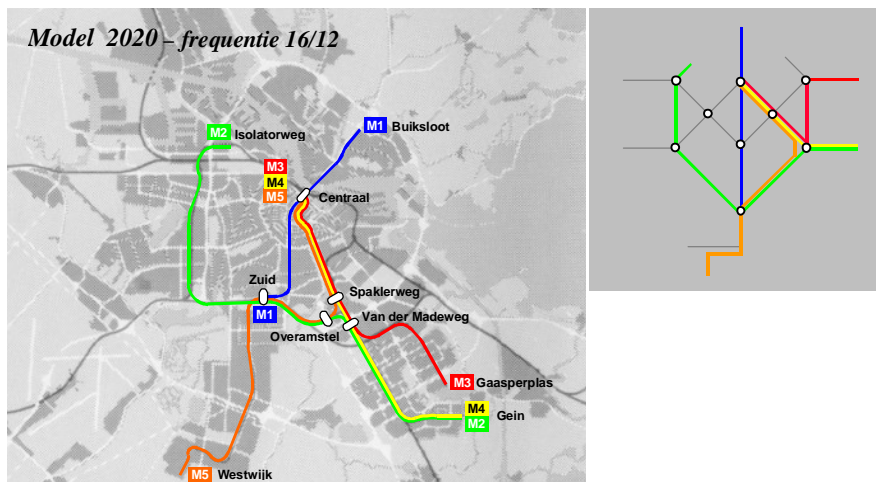 Model 2020 – frequentie 16/12
M2 Isolatorweg
M1 Buiksloot
M3
M4
M5
Centraal
Zuid
M1
Spaklerweg
Van der Madeweg
Overamstel
M3 Gaasperplas
M4
M2
Gein
M5 Westwijk